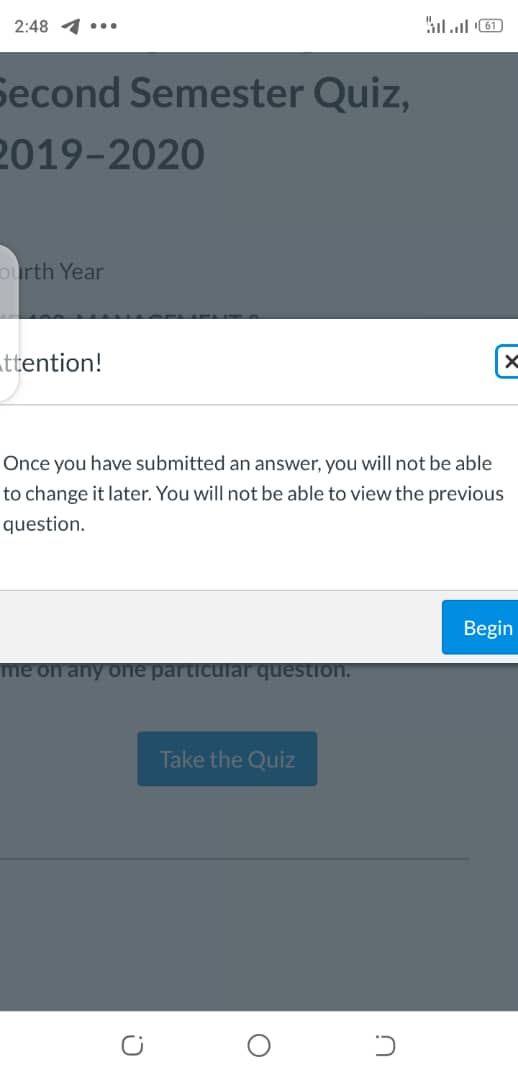 2:48
61
Second Semester Quiz,
2019–2020
ourth Year
ttention!
Once you have submitted an answer, you will not be able
to change it later. You will not be able to view the previous
question.
Begin
me on any one particular question.
Take the Quiz